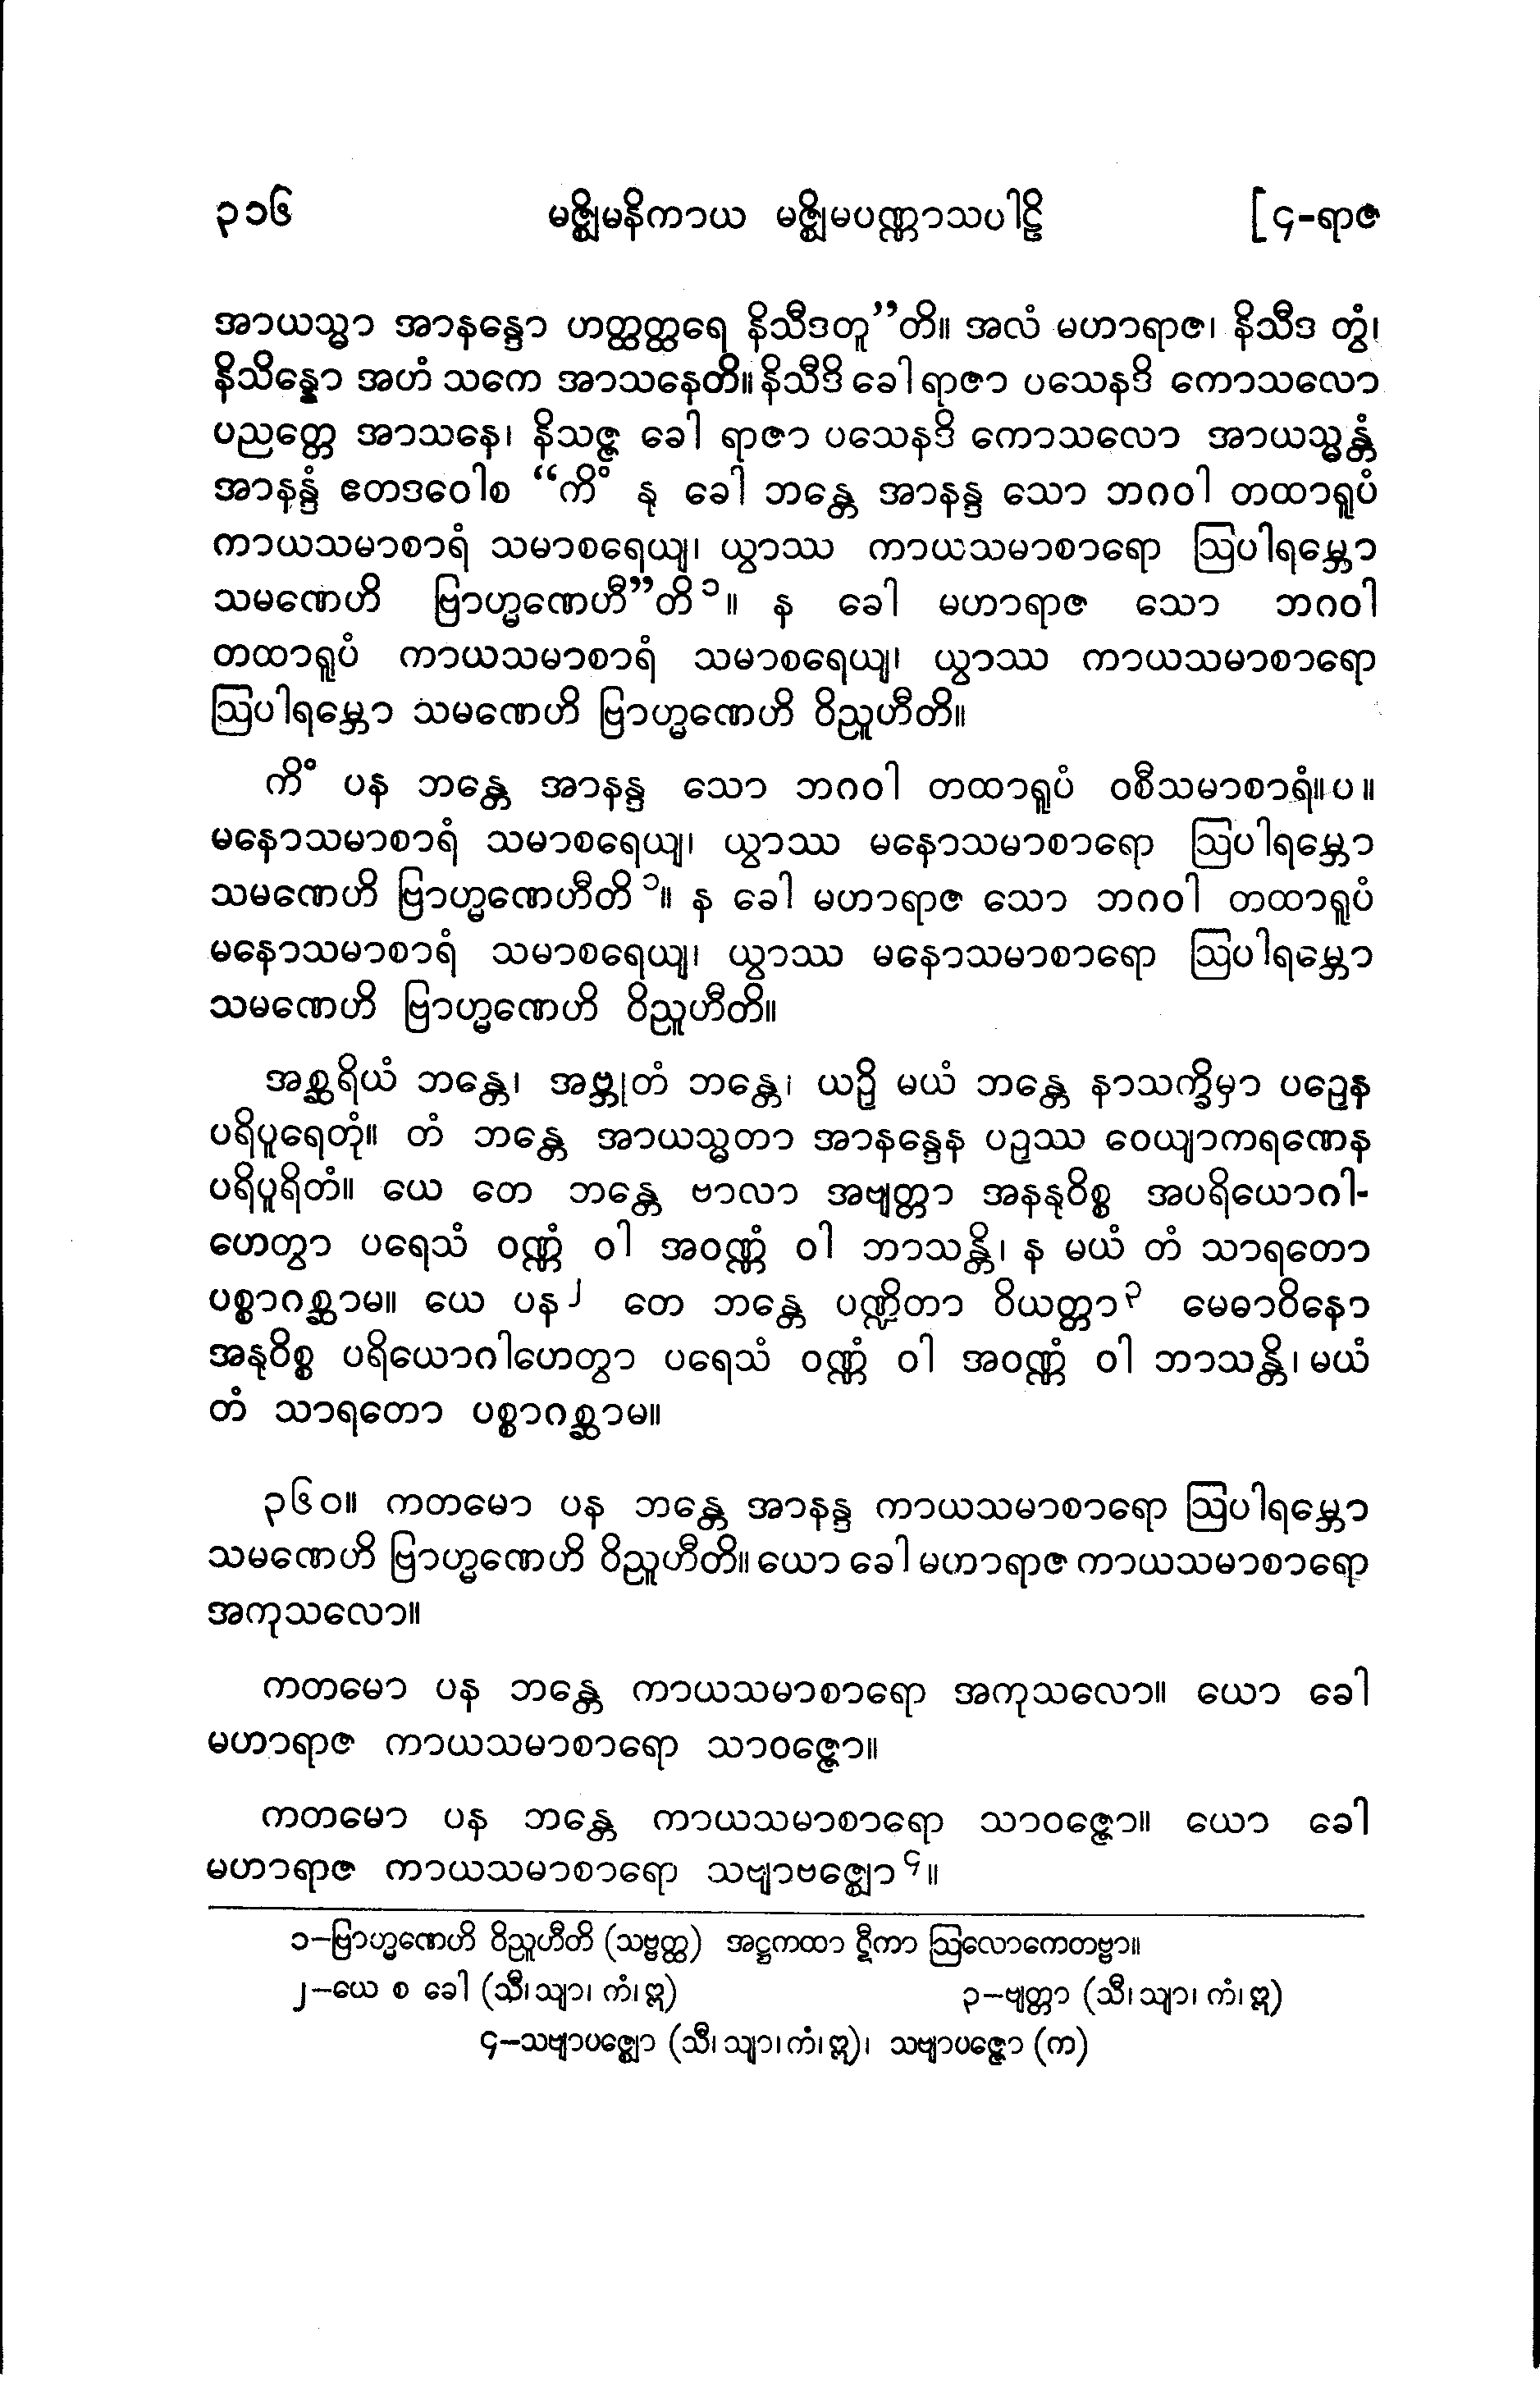 ၃၁၆ မဇ္ဈိမနိကာယ မဇ္ဈိမပဏ္ဏာသပါဠိ [၄-ရာဇ
အာယသ္မာ အာနန္ဒော ဟတ္ထတ္ထရေ နိသီဒတူ”တိ။ အလံ မဟာရာဇ၊ နိသီဒ တွံ၊
နိသိန္နော အဟံ သကေ အာသနေတိ။ နိသီဒိ ခေါ ရာဇာ ပသေနဒိ ကောသလော
ပညတ္တေ အာသနေ၊ နိသဇ္ဇ ခေါ ရာဇာ ပသေနဒိ ကောသလော အာယသ္မန္တံ
အာနန္ဒံ ဧတဒဝေါစ “ကိံ နု ခေါ ဘန္တေ အာနန္ဒ သော ဘဂဝါ တထာရူပံ
ကာယသမာစာရံ သမာစရေယျ၊ ယွာဿ ကာယသမာစာရော ဩပါရမ္ဘော
သမဏေဟိ ဗြာဟ္မဏေဟီ”တိ၁။ န ခေါ မဟာရာဇ သော ဘဂဝါ
တထာရူပံ ကာယသမာစာရံ သမာစရေယျ၊ ယွာဿ ကာယသမာစာရော
ဩပါရမ္ဘော သမဏေဟိ ဗြာဟ္မဏေဟိ ဝိညူဟီတိ။
ကိံ ပန ဘန္တေ အာနန္ဒ သော ဘဂဝါ တထာရူပံ ဝစီသမာစာရံ။ပ။
မနောသမာစာရံ သမာစရေယျ၊ ယွာဿ မနောသမာစာရော ဩပါရမ္ဘော
သမဏေဟိ ဗြာဟ္မဏေဟီတိ၁။ န ခေါ မဟာရာဇ သော ဘဂဝါ တထာရူပံ
မနောသမာစာရံ သမာစရေယျ၊ ယွာဿ မနောသမာစာရော ဩပါရမ္ဘော
သမဏေဟိ ဗြာဟ္မဏေဟိ ဝိညူဟီတိ။
အစ္ဆရိယံ ဘန္တေ၊ အဗ္ဘုတံ ဘန္တေ၊ ယဉှိ မယံ ဘန္တေ နာသက္ခိမှာ ပဉှေန
ပရိပူရေတုံ။ တံ ဘန္တေ အာယသ္မတာ အာနန္ဒေန ပဉှဿ ဝေယျာကရဏေန
ပရိပူရိတံ။ ယေ တေ ဘန္တေ ဗာလာ အဗျတ္တာ အနနုဝိစ္စ အပရိယောဂါ-
ဟေတွာ ပရေသံ ဝဏ္ဏံ ဝါ အဝဏ္ဏံ ဝါ ဘာသန္တိ၊ န မယံ တံ သာရတော
ပစ္စာဂစ္ဆာမ။ ယေ ပန၂ တေ ဘန္တေ ပဏ္ဍိတာ ဝိယတ္တာ၃ မေဓာဝိနော
အနုဝိစ္စ ပရိယောဂါဟေတွာ ပရေသံ ဝဏ္ဏံ ဝါ အဝဏ္ဏံ ဝါ ဘာသန္တိ၊ မယံ
တံ သာရတော ပစ္စာဂစ္ဆာမ။
၃၆၀။ ကတမော ပန ဘန္တေ အာနန္ဒ ကာယသမာစာရော ဩပါရမ္ဘော
သမဏေဟိ ဗြာဟ္မဏေဟိ ဝိညူဟီတိ။ ယော ခေါ မဟာရာဇ ကာယသမာစာရော
အကုသလော။
ကတမော ပန ဘန္တေ ကာယသမာစာရော အကုသလော။ ယော ခေါ
မဟာရာဇ ကာယသမာစာရော သာဝဇ္ဇော။
ကတမော ပန ဘန္တေ ကာယသမာစာရော သာဝဇ္ဇော။ ယော ခေါ
မဟာရာဇ ကာယသမာစာရော သဗျာဗဇ္ဈော၄။
၁–ဗြာဟ္မဏေဟိ ဝိညူဟီတိ (သဗ္ဗတ္ထ) အဋ္ဌကထာ ဋီကာ ဩလောကေတဗ္ဗာ။
၂–ယေ စ ခေါ (သီ၊ သျာ၊ ကံ၊ ဣ) ၃–ဗျတ္တာ (သီ၊ သျာ၊ ကံ၊ ဣ)
၄–သဗျာပဇ္ဈော (သီ၊ သျာ၊ ကံ၊ ဣ)၊ သဗျာပဇ္ဇော (က)